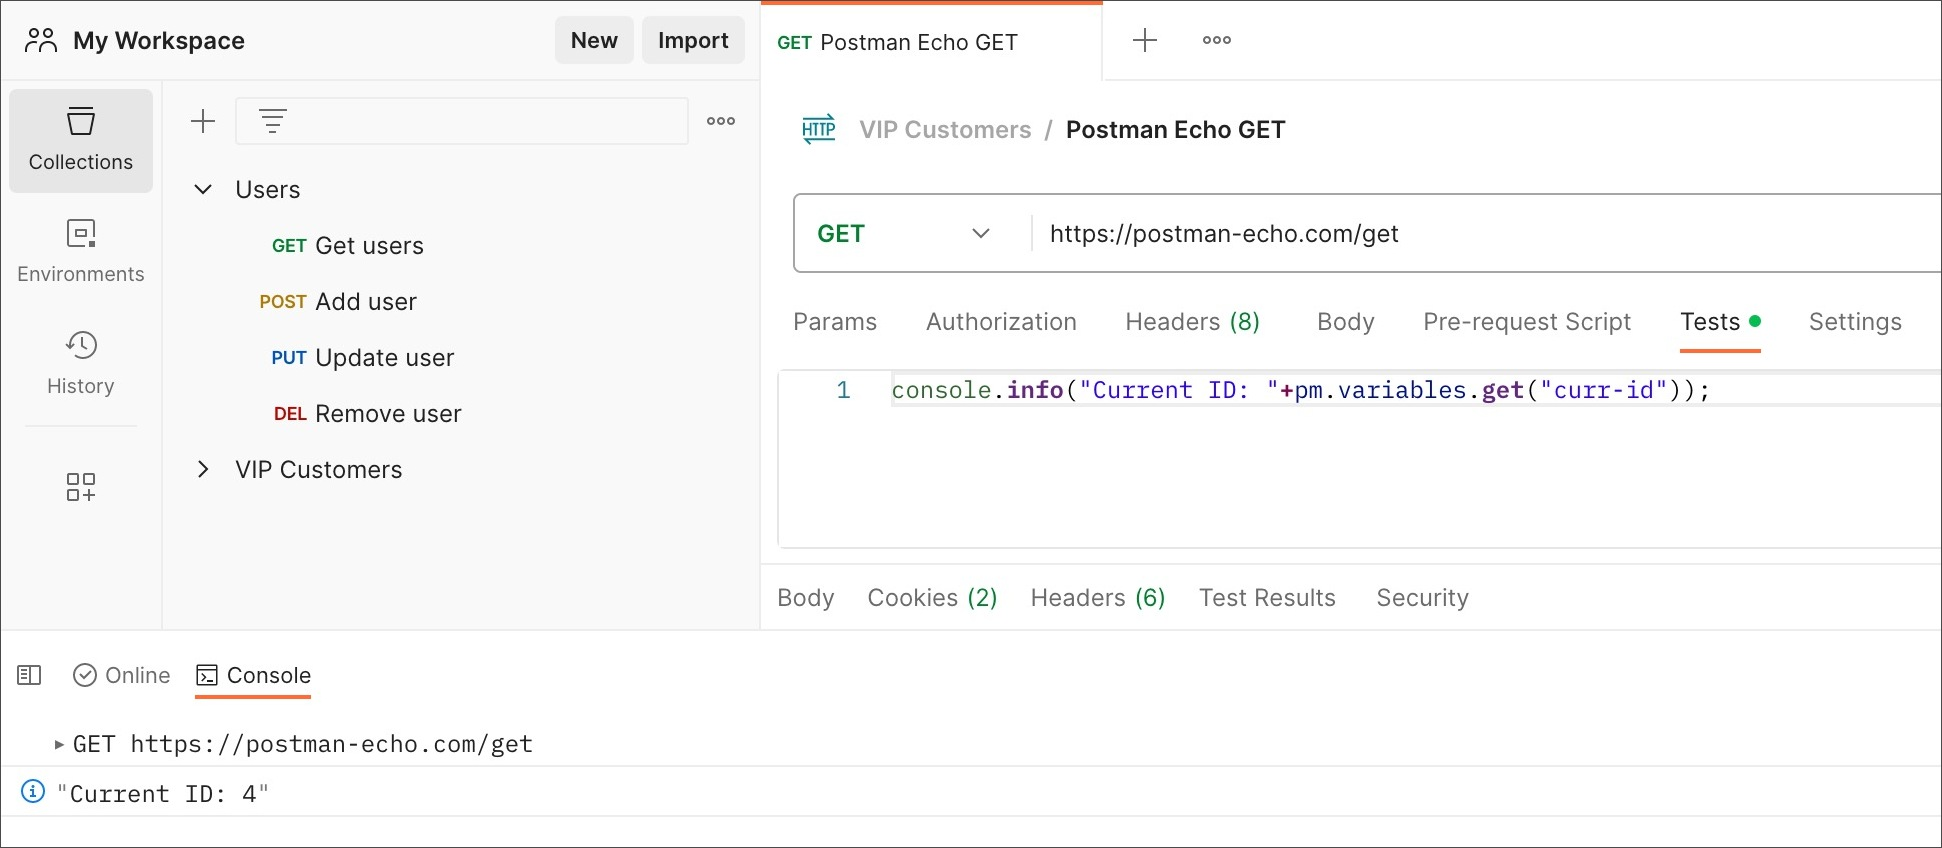 My Workspace
New
Import
GET Postman Echo GET
Collections
Environments
History
Users
GET Get users
POST Add user
PUT Update user
DEL Remove user
VIP Customers
HTTP
VIP Customers / Postman Echo GET
GET
https://postman-echo.com/get
Params Authorization Headers (8) Body Pre-request Script Tests Settings
1 console.info("Current ID: "+pm.variables.get("curr-id"));
Body Cookies (2) Headers (6) Test Results Security
Online Console
GET https://postman-echo.com/get
"Current ID: 4"